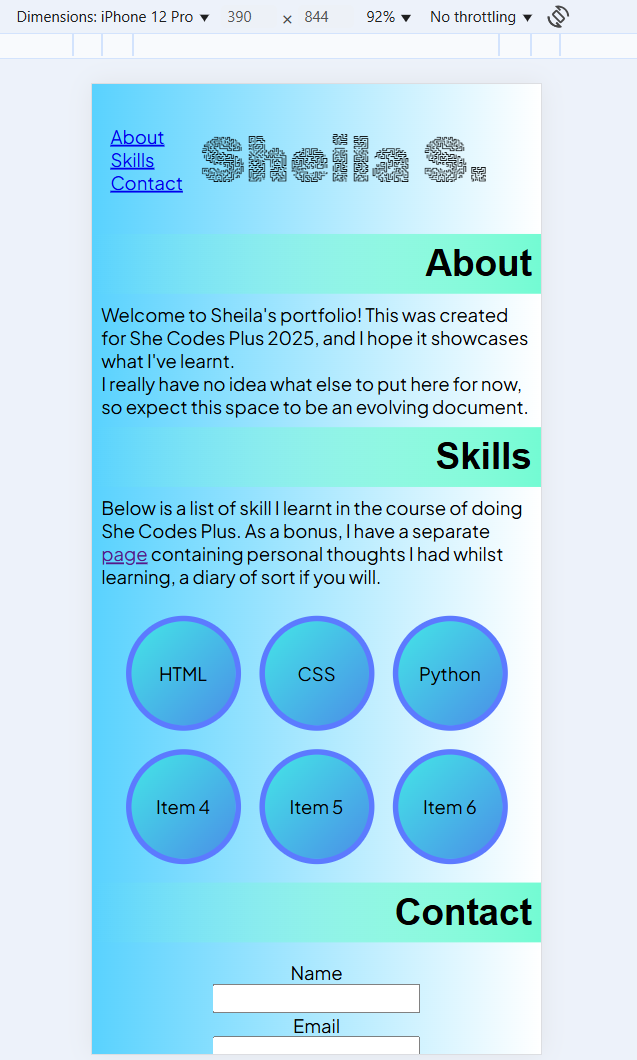 Dimensions: iPhone 12 Pro ▼ 390 × 844 92% ▼ No throttling ▼
About
Skills
Contact
Sheila S.
About
Welcome to Sheila's portfolio! This was created
for She Codes Plus 2025, and I hope it showcases
what I've learnt.
I really have no idea what else to put here for now,
so expect this space to be an evolving document.
Skills
Below is a list of skill I learnt in the course of doing
She Codes Plus. As a bonus, I have a separate
page containing personal thoughts I had whilst
learning, a diary of sort if you will.
HTML CSS Python
Item 4 Item 5 Item 6
Contact
Name
Email